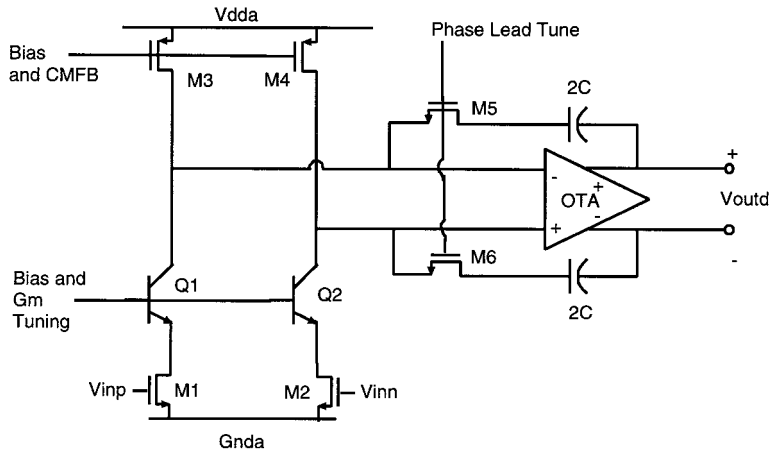 Vdda
Phase Lead Tune
Bias
and CMFB
M3
M4
M5
2C
-
+
OTA
-
+
+
Voutd
-
M6
2C
Bias and
Gm
Tuning
Q1
Q2
Vinp
M1
M2
Vinn
Gnda